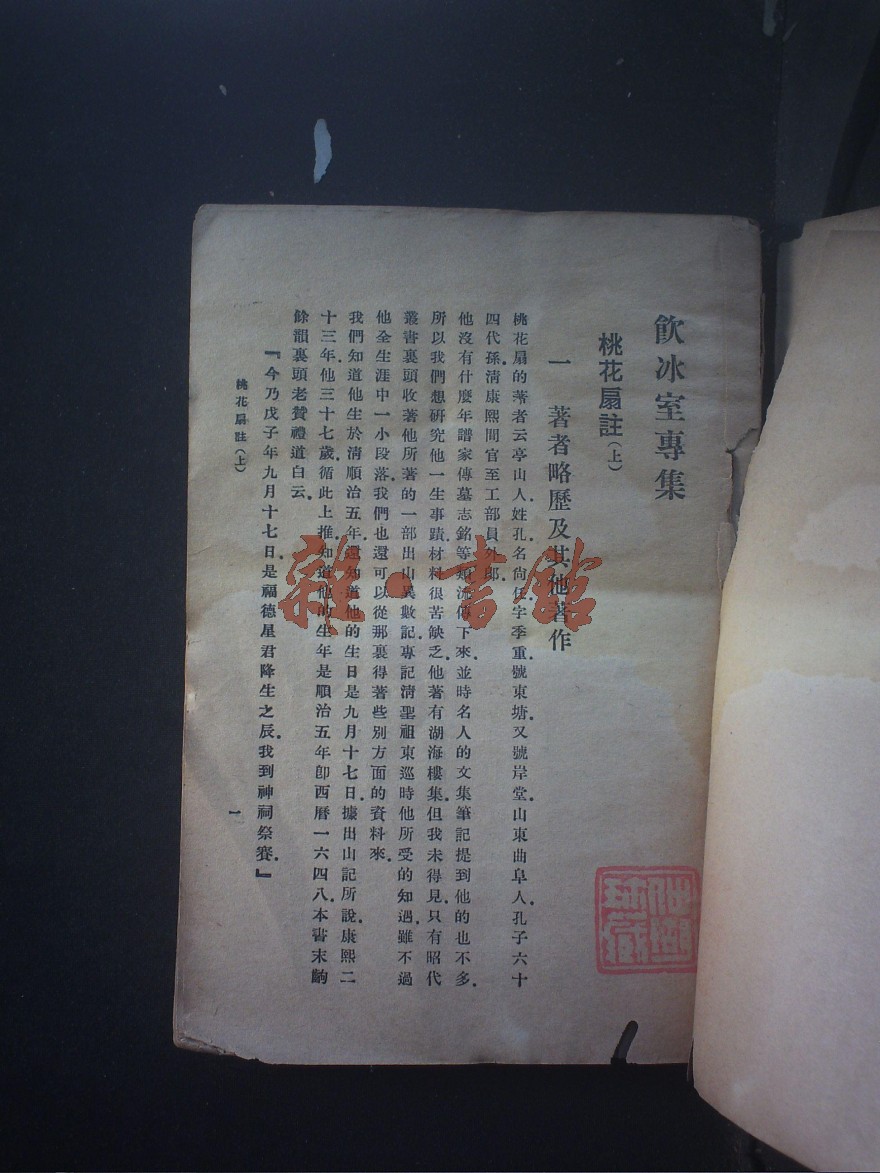 飲冰室專集
桃花扇註(上)
一 著者略歷及其他著作
桃花扇的著者云亭山人.姓孔.名尙任.字季重.號東塘.又號岸堂.山東曲阜人.孔子六十
四代孫.淸康熙間官至工部員外郞.
他沒有什麼年譜家傳墓志銘等類流傳下來.並時名人的文集筆記提到他的也不多.
所以我們想研究他一生事蹟.材料很苦缺乏.他著有湖海樓集.但我未得見.只有昭代
叢書裏頭收著他所著的一部出山異數記.專記淸聖祖東巡時他所受的知遇.雖不過
他全生涯中一小段落.我們也還可以從那裏得著些別方面的資料來.
我們知道他生於淸順治五年.還知道他的生日是九月十七日.據出山記所說.康熙二
十三年.他三十七歲.循此上推.知道他的生年是順治五年卽西曆一六四八.本書末齣
餘韻裏頭老贊禮道白云.
『今乃戊子年九月十七日.是福德星君降生之辰.我到神祠祭賽.』
桃花扇註(上)
一
雜·書館